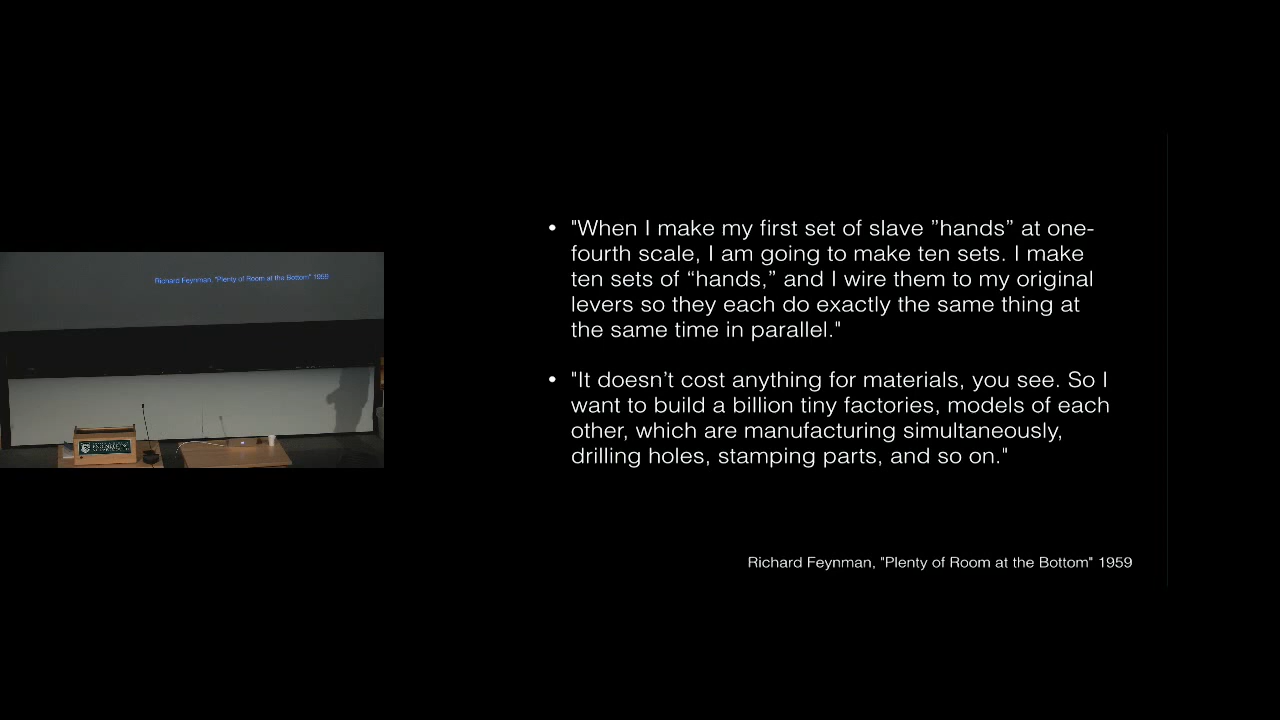 Richard Feynman, "Plenty of Room at the Bottom" 1959
• "When I make my first set of slave ”hands” at one-
fourth scale, I am going to make ten sets. I make
ten sets of “hands,” and I wire them to my original
levers so they each do exactly the same thing at
the same time in parallel."
• "It doesn’t cost anything for materials, you see. So I
want to build a billion tiny factories, models of each
other, which are manufacturing simultaneously,
drilling holes, stamping parts, and so on."
Richard Feynman, "Plenty of Room at the Bottom" 1959